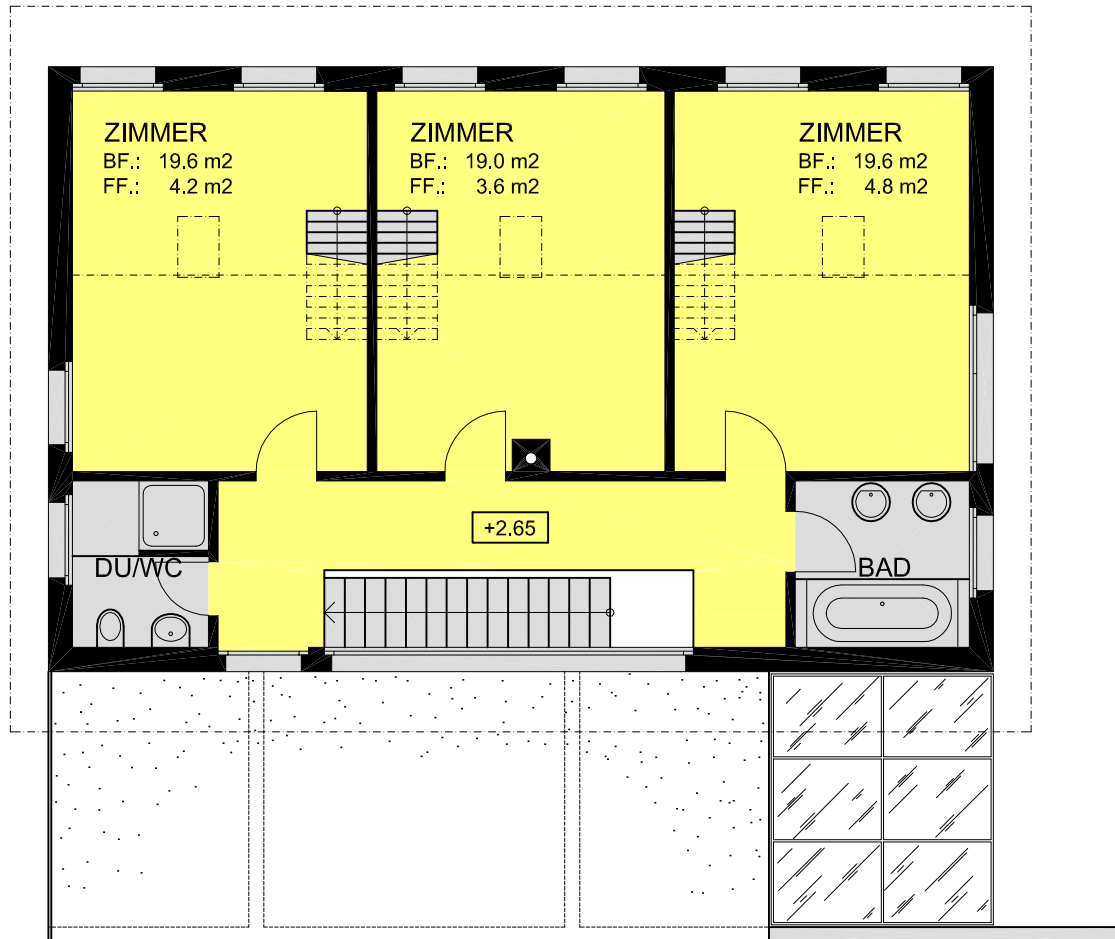 ZIMMER
BF.: 19.6 m2
FF.: 4.2 m2
ZIMMER
BF.: 19.0 m2
FF.: 3.6 m2
ZIMMER
BF.: 19.6 m2
FF.: 4.8 m2
+2.65
DU/WC
BAD